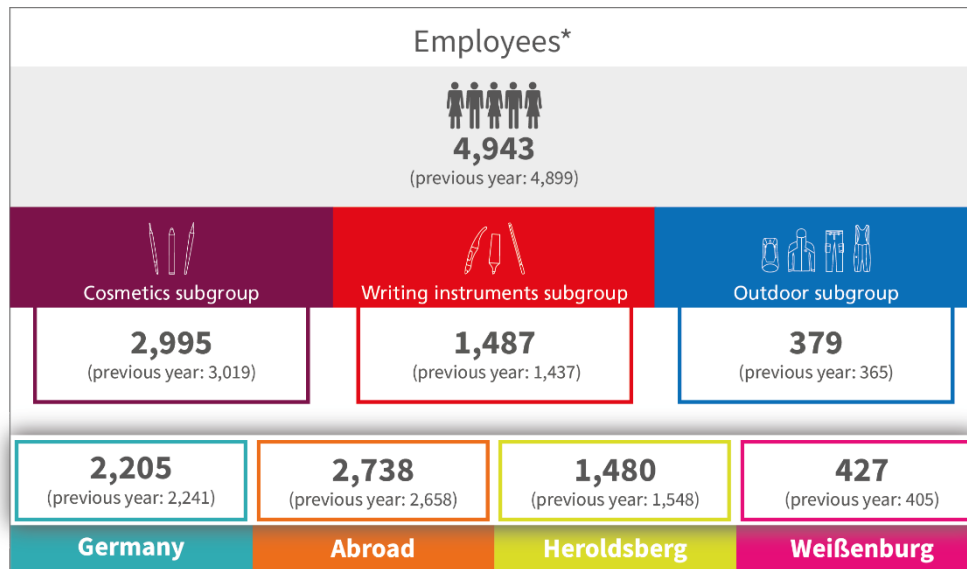 Employees*
4,943
(previous year: 4,899)
Cosmetics subgroup
Writing instruments subgroup
Outdoor subgroup
2,995
(previous year: 3,019)
1,487
(previous year: 1,437)
379
(previous year: 365)
2,205
(previous year: 2,241)
2,738
(previous year: 2,658)
1,480
(previous year: 1,548)
427
(previous year: 405)
Germany
Abroad
Heroldsberg
Weißenburg